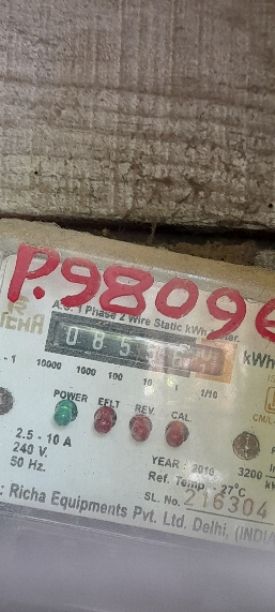 P.98096
A.C. 1 Phase 2 Wire Static kWh Meter
kWh
10000 1000 100 10 1 1/10
POWER EFLT REV. CAL.
2.5 - 10 A
240 V.
50 Hz.
YEAR : 2010
3200
Ref. Temp - 27°C
SL. No. 216304
: Richa Equipments Pvt. Ltd. Delhi, (INDIA